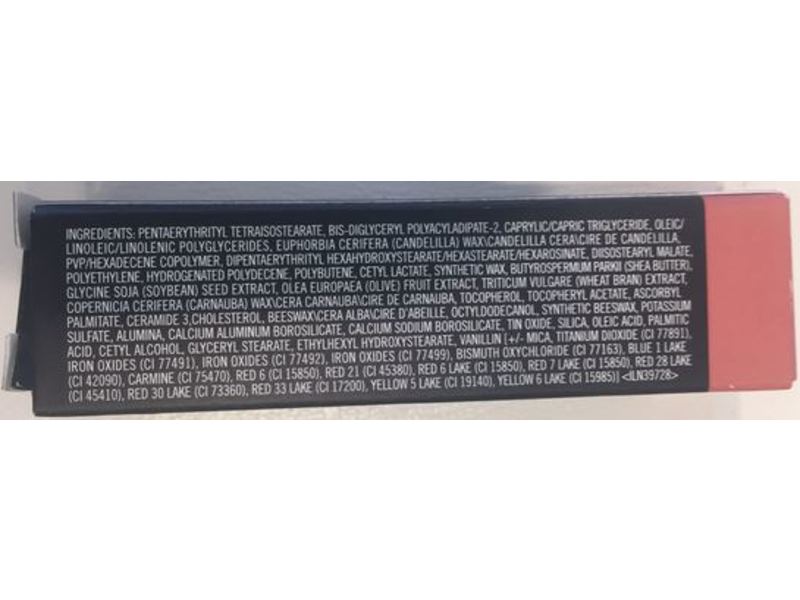 INGREDIENTS: PENTAERYTHRITYL TETRAISOSTEARATE, BIS-DIGLYCERYL POLYACYLADIPATE-2, CAPRYLIC/CAPRIC TRIGLYCERIDE, OLEIC/
LINOLEIC/LINOLENIC POLYGLYCERIDES, EUPHORBIA CERIFERA (CANDELILLA) WAX\CANDELILLA CERA\CIRE DE CANDELILLA,
PVP/HEXADECENE COPOLYMER, DIPENTAERYTHRITYL HEXAHYDROXYSTEARATE/HEXASTEARATE/HEXAROSINATE, DIISOSTEARYL MALATE,
POLYETHYLENE, HYDROGENATED POLYDECENE, POLYBUTENE, CETYL LACTATE, SYNTHETIC WAX, BUTYROSPERMUM PARKII (SHEA BUTTER),
GLYCINE SOJA (SOYBEAN) SEED EXTRACT, OLEA EUROPAEA (OLIVE) FRUIT EXTRACT, TRITICUM VULGARE (WHEAT BRAN) EXTRACT,
COPERNICIA CERIFERA (CARNAUBA) WAX\CERA CARNAUBA\CIRE DE CARNAUBA, TOCOPHEROL, TOCOPHERYL ACETATE, ASCORBYL
PALMITATE, CERAMIDE 3,CHOLESTEROL, BEESWAX\CERA ALBA\CIRE D'ABEILLE, OCTYLDODECANOL, SYNTHETIC BEESWAX, POTASSIUM
SULFATE, ALUMINA, CALCIUM ALUMINUM BOROSILICATE, CALCIUM SODIUM BOROSILICATE, TIN OXIDE, SILICA, OLEIC ACID, PALMITIC
ACID, CETYL ALCOHOL, GLYCERYL STEARATE, ETHYLHEXYL HYDROXYSTEARATE, VANILLIN [+/- MICA, TITANIUM DIOXIDE (CI 77891),
IRON OXIDES (CI 77491), IRON OXIDES (CI 77492), IRON OXIDES (CI 77499), BISMUTH OXYCHLORIDE (CI 77163), BLUE 1 LAKE
(CI 42090), CARMINE (CI 75470), RED 6 (CI 15850), RED 21 (CI 45380), RED 6 LAKE (CI 15850), RED 7 LAKE (CI 15850), RED 28 LAKE
(CI 45410), RED 30 LAKE (CI 73360), RED 33 LAKE (CI 17200), YELLOW 5 LAKE (CI 19140), YELLOW 6 LAKE (CI 15985)] <ILN39728>